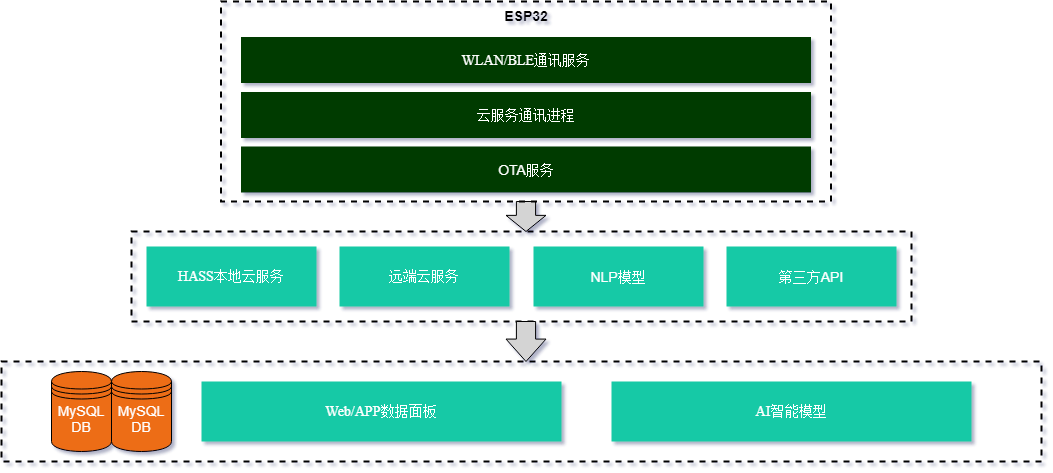 ESP32
WLAN/BLE通讯服务
云服务通讯进程
OTA服务
HASS本地云服务
远端云服务
NLP模型
第三方API
MySQL
DB
MySQL
DB
Web/APP数据面板
AI智能模型